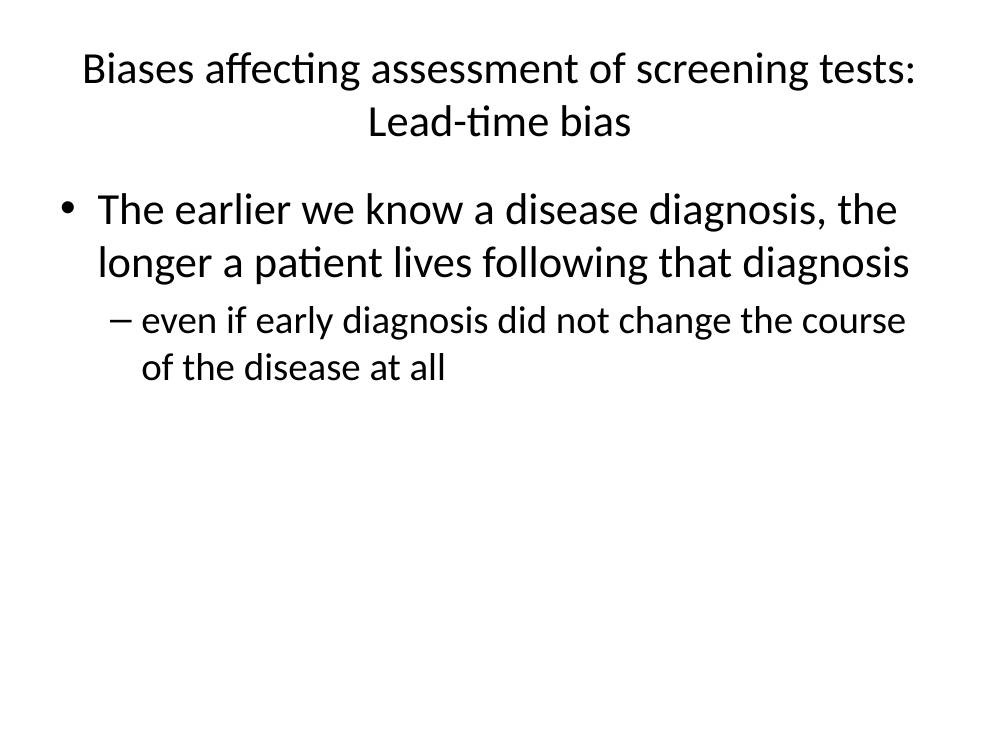 Biases affecting assessment of screening tests:
Lead-time bias
• The earlier we know a disease diagnosis, the
longer a patient lives following that diagnosis
– even if early diagnosis did not change the course
of the disease at all